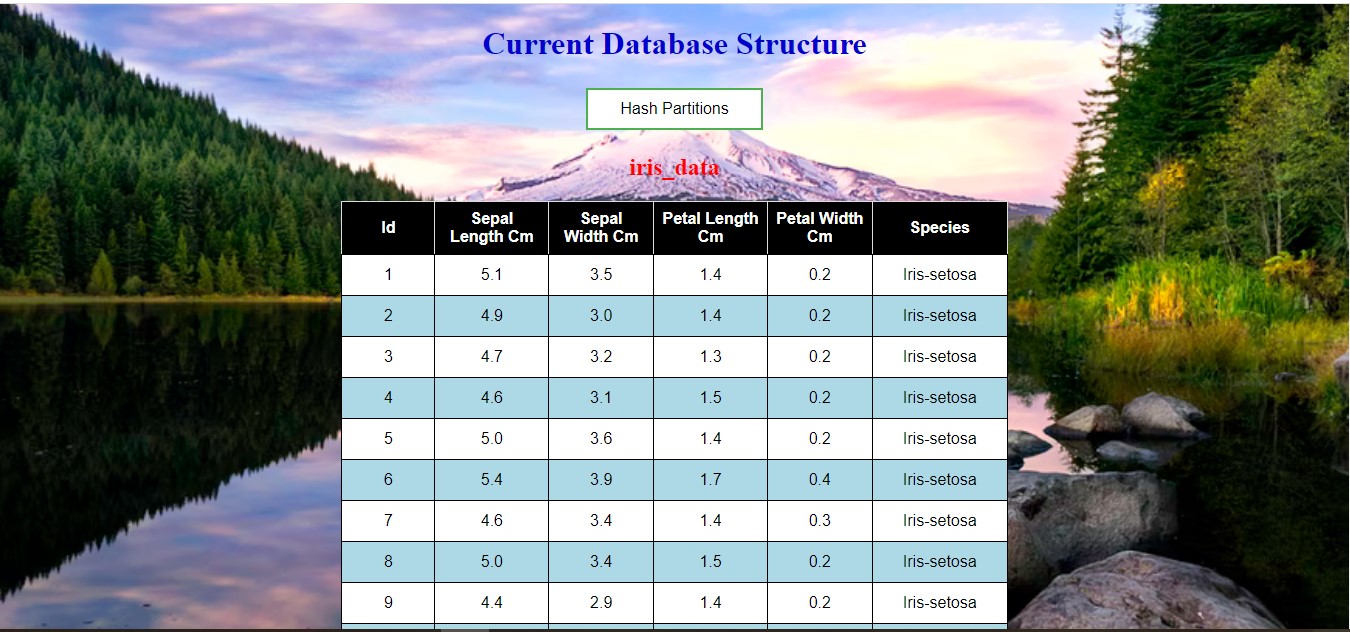 Current Database Structure
Hash Partitions
iris_data
Id Sepal Length Cm Sepal Width Cm Petal Length Cm Petal Width Cm Species
1 5.1 3.5 1.4 0.2 Iris-setosa
2 4.9 3.0 1.4 0.2 Iris-setosa
3 4.7 3.2 1.3 0.2 Iris-setosa
4 4.6 3.1 1.5 0.2 Iris-setosa
5 5.0 3.6 1.4 0.2 Iris-setosa
6 5.4 3.9 1.7 0.4 Iris-setosa
7 4.6 3.4 1.4 0.3 Iris-setosa
8 5.0 3.4 1.5 0.2 Iris-setosa
9 4.4 2.9 1.4 0.2 Iris-setosa